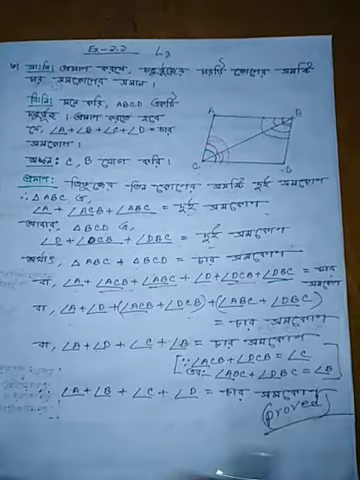 Ex-2.2 L3
৩) সাঃনিঃ প্রমাণ করতে, চতুর্ভুজের চারটি কোণের সমষ্টি
চার সমকোণের সমান।
বিঃনিঃ মনে করি, ABCD একটি
চতুর্ভুজ। প্রমাণ করতে হবে
যে, ∠A+∠B+∠C+∠D = চার
সমকোণ।
অঙ্কন: C, B যোগ করি।
A B C D
প্রমাণ: ত্রিভুজের তিন কোণের সমষ্টি দুই সমকোণ
∴ △ABC এ,
∠A + ∠ACB + ∠ABC = দুই সমকোণ
আবার, △BCD এ,
∠D + ∠DCB + ∠DBC = দুই সমকোণ
অর্থাৎ, △ABC + △BCD = চার সমকোণ
বা, ∠A+∠ACB+∠ABC+∠D+∠DCB+∠DBC = চার
সমকোণ
বা, ∠A+∠D+(∠ACB+∠DCB)+(∠ABC+∠DBC)
= চার সমকোণ
বা, ∠A+∠D+∠C+∠B = চার সমকোণ
[∵ ∠ACB+∠DCB = ∠C
এবং ∠ABC+∠DBC = ∠B]
∠A+∠B+∠C+∠D = চার সমকোণ
(proved)